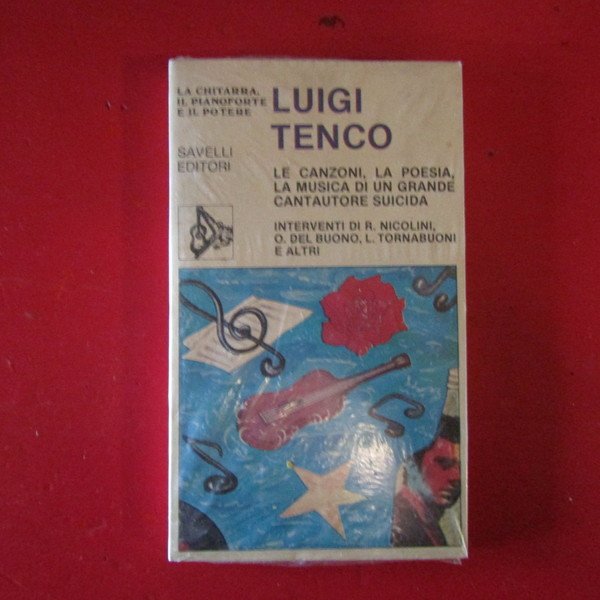 LA CHITARRA,
IL PIANOFORTE
E IL POTERE
SAVELLI
EDITORI
LUIGI
TENCO
LE CANZONI, LA POESIA,
LA MUSICA DI UN GRANDE
CANTAUTORE SUICIDA
INTERVENTI DI R. NICOLINI,
O. DEL BUONO, L. TORNABUONI
E ALTRI